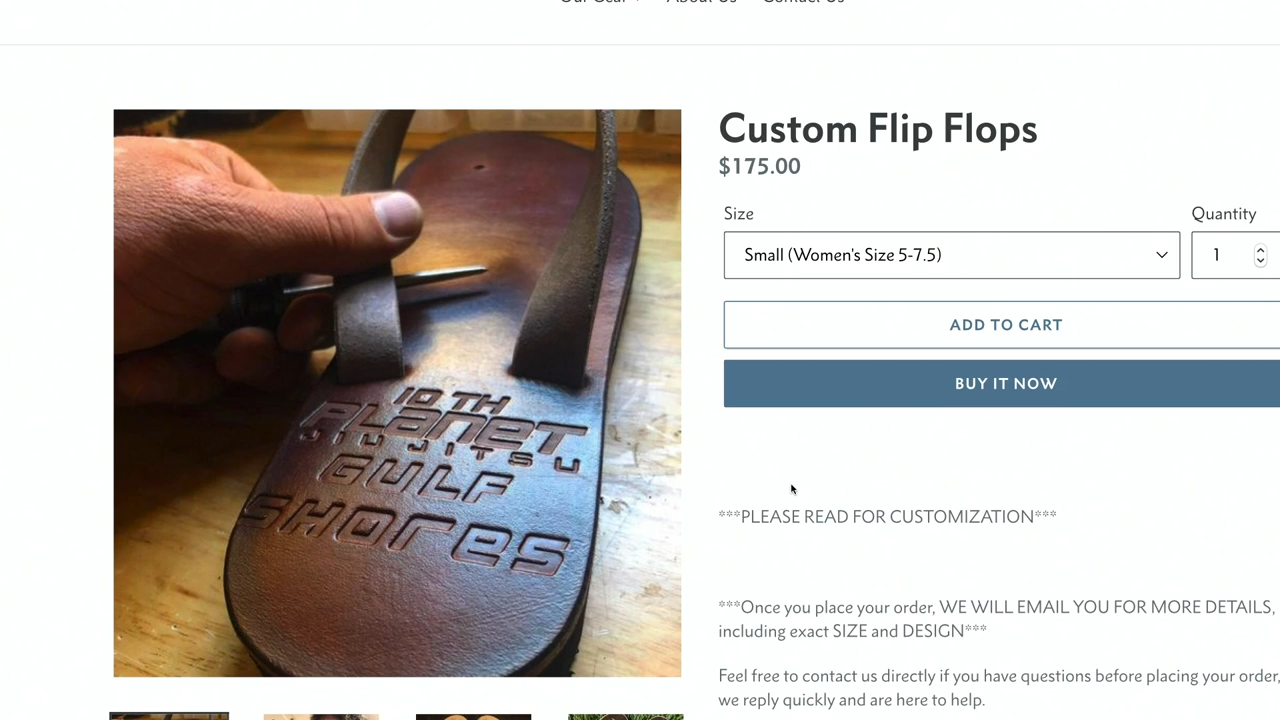 Our Gear
About Us
Contact Us
Custom Flip Flops
$175.00
Size
Quantity
Small (Women's Size 5-7.5)
1
ADD TO CART
BUY IT NOW
10TH
PLANET
JIU JITSU
GULF
SHORES
***PLEASE READ FOR CUSTOMIZATION***
***Once you place your order, WE WILL EMAIL YOU FOR MORE DETAILS,
including exact SIZE and DESIGN***
Feel free to contact us directly if you have questions before placing your order,
we reply quickly and are here to help.